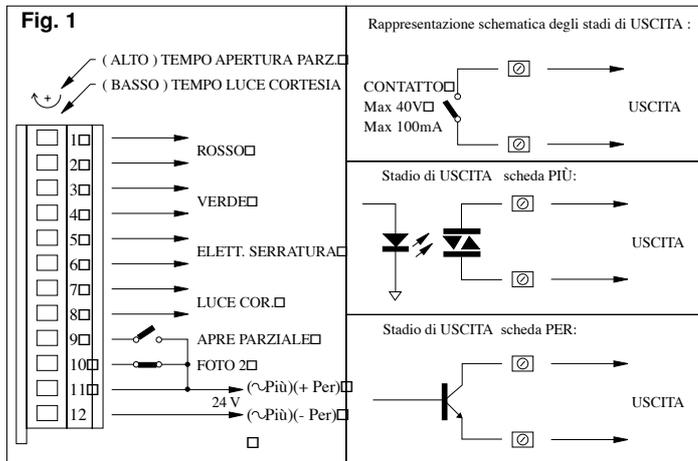 Fig. 1
( ALTO ) TEMPO APERTURA PARZ.
( BASSO ) TEMPO LUCE CORTESIA
+
1
ROSSO
2
3
VERDE
4
5
ELETT. SERRATURA
6
7
LUCE COR.
8
9 APRE PARZIALE
10 FOTO 2
11 (~Più)(+ Per)
24 V
12 (~Più)(- Per)
Rappresentazione schematica degli stadi di USCITA :
CONTATTO
Max 40V
Max 100mA
USCITA
Stadio di USCITA scheda PIÙ:
USCITA
Stadio di USCITA scheda PER:
USCITA